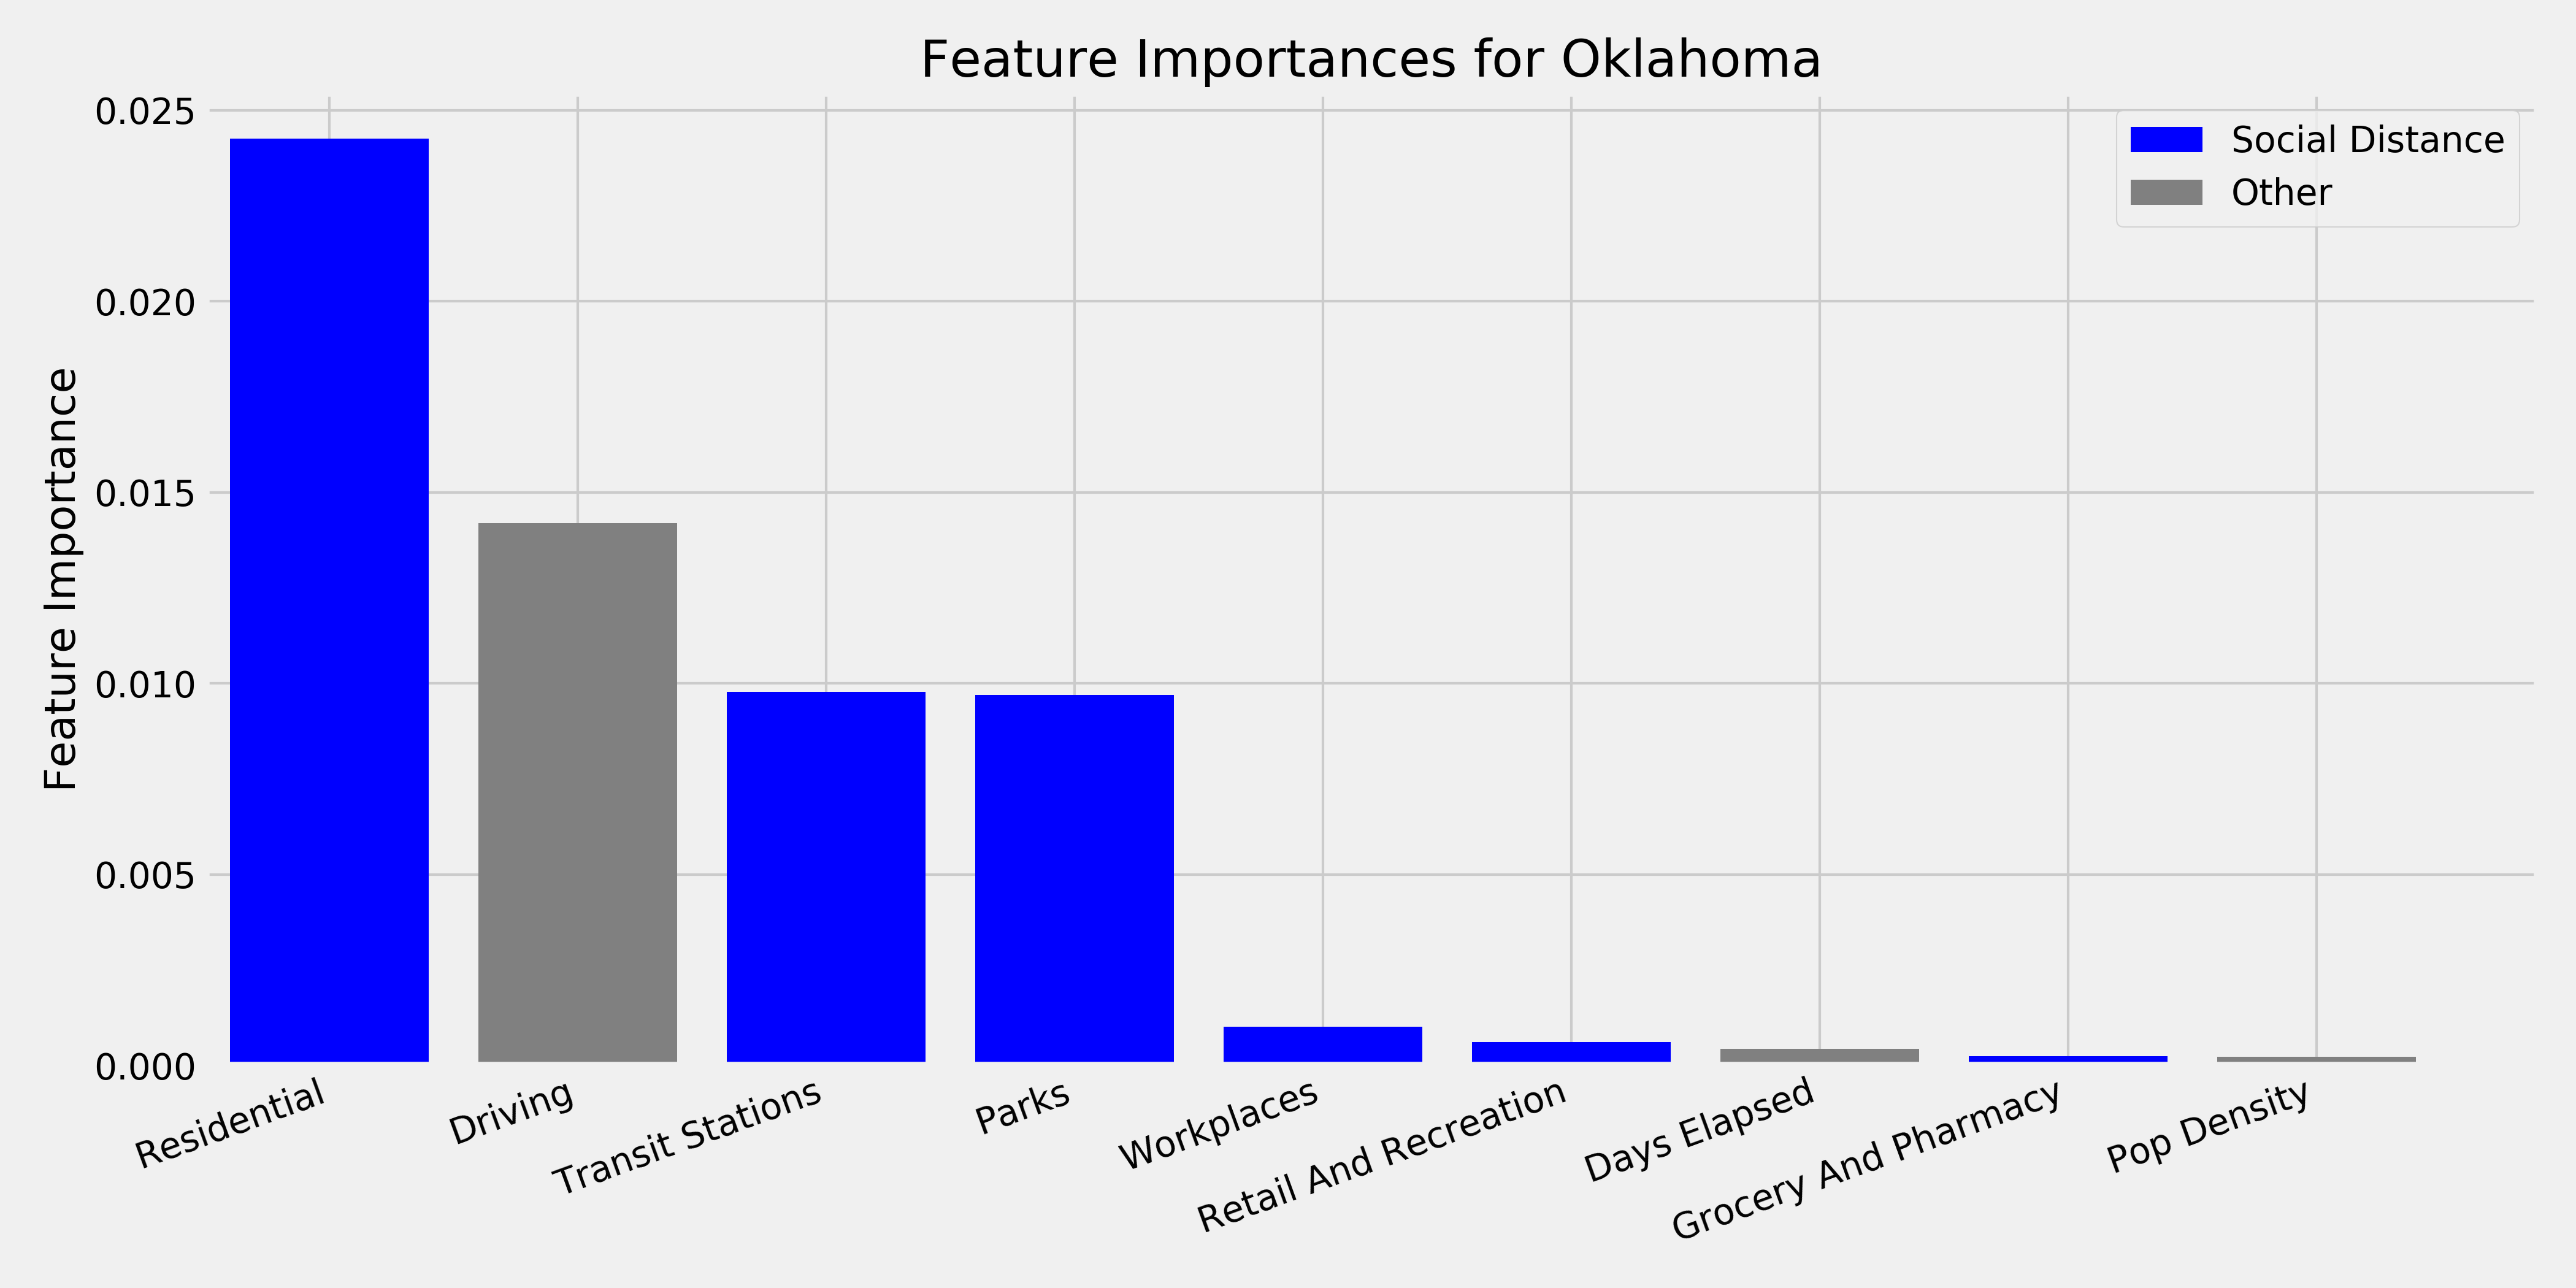 Feature Importances for Oklahoma
Social Distance
Other
Feature Importance
0.025
0.020
0.015
0.010
0.005
0.000
Residential
Driving
Transit Stations
Parks
Workplaces
Retail And Recreation
Days Elapsed
Grocery And Pharmacy
Pop Density